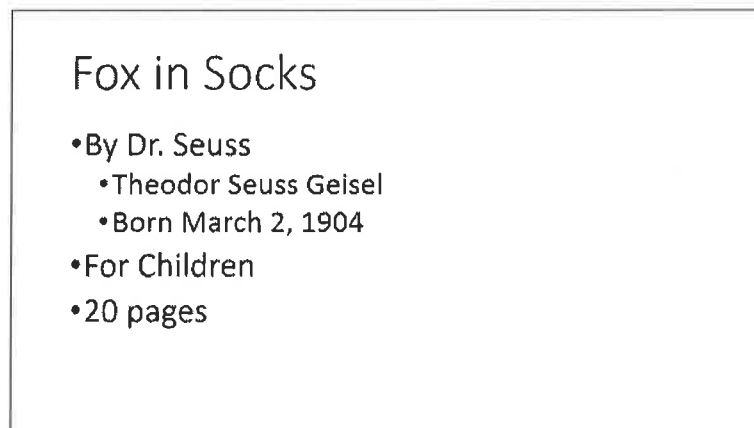 Fox in Socks
•By Dr. Seuss
•Theodor Seuss Geisel
•Born March 2, 1904
•For Children
•20 pages